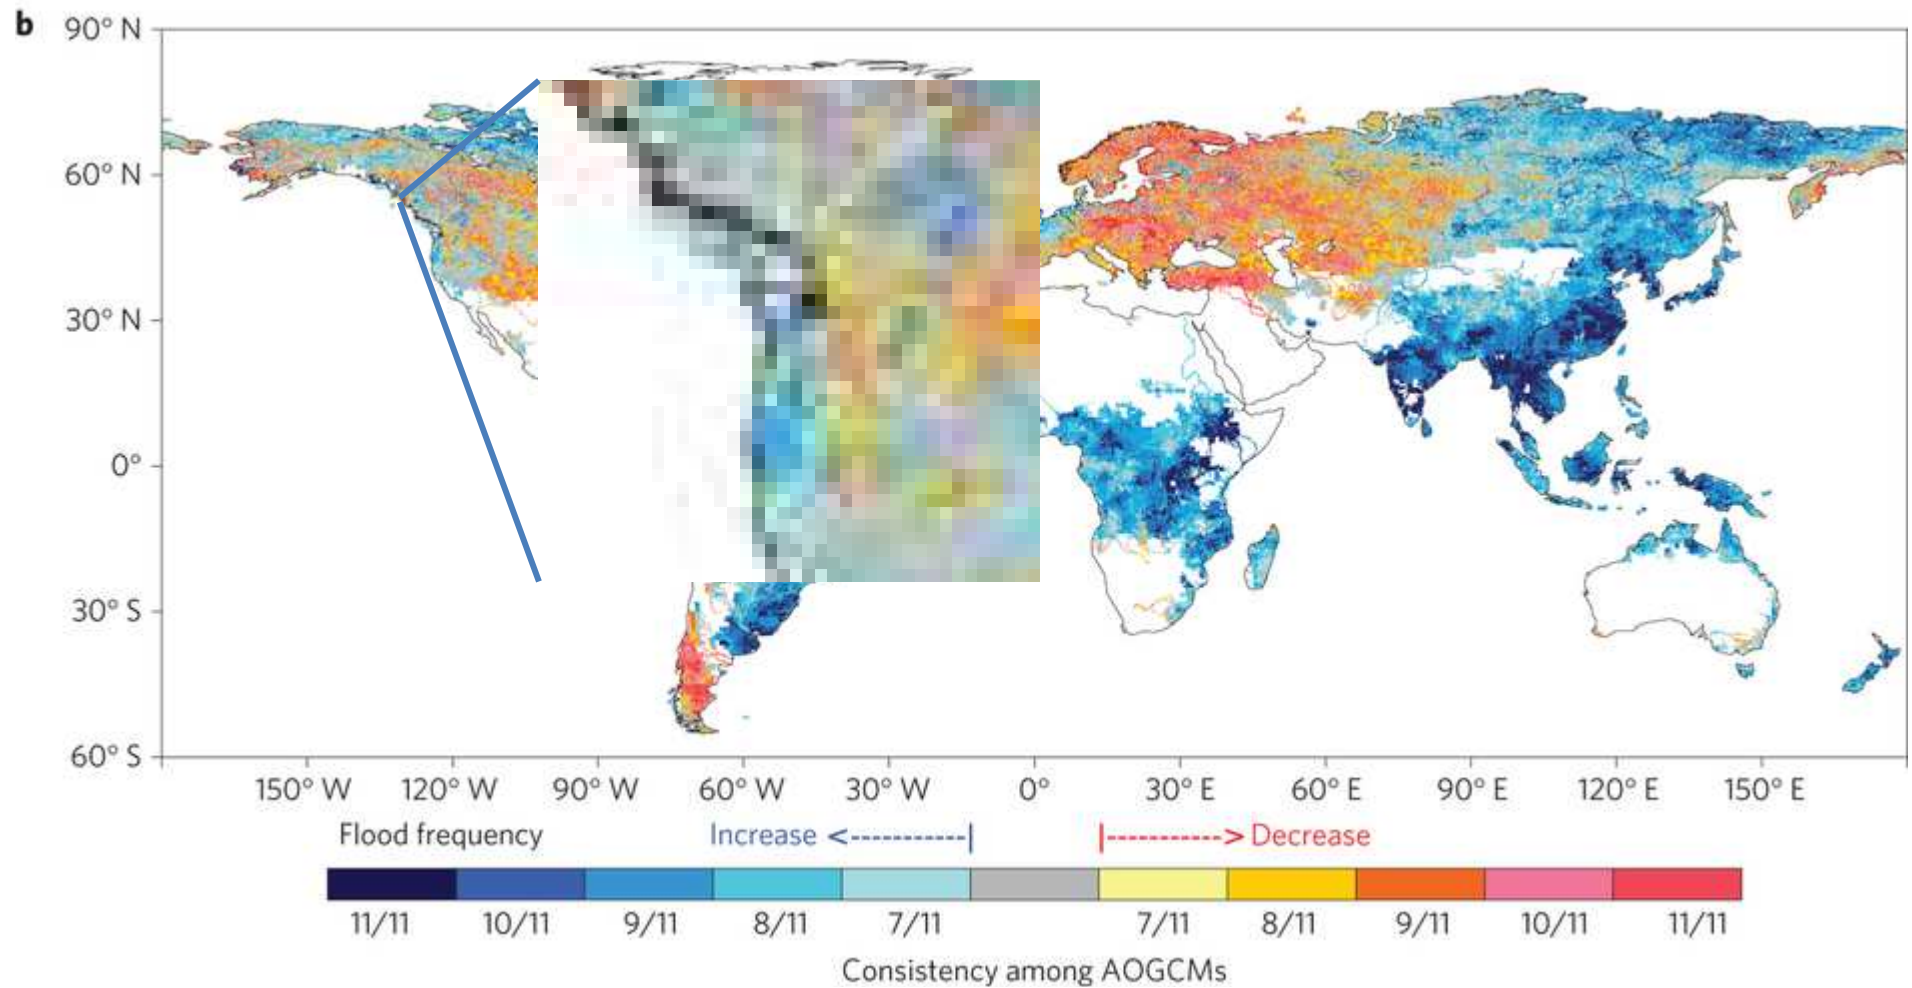 b
90° N
60° N
30° N
0°
30° S
60° S
150° W 120° W 90° W 60° W 30° W 0° 30° E 60° E 90° E 120° E 150° E
Flood frequency Increase Decrease
11/11 10/11 9/11 8/11 7/11 7/11 8/11 9/11 10/11 11/11
Consistency among AOGCMs